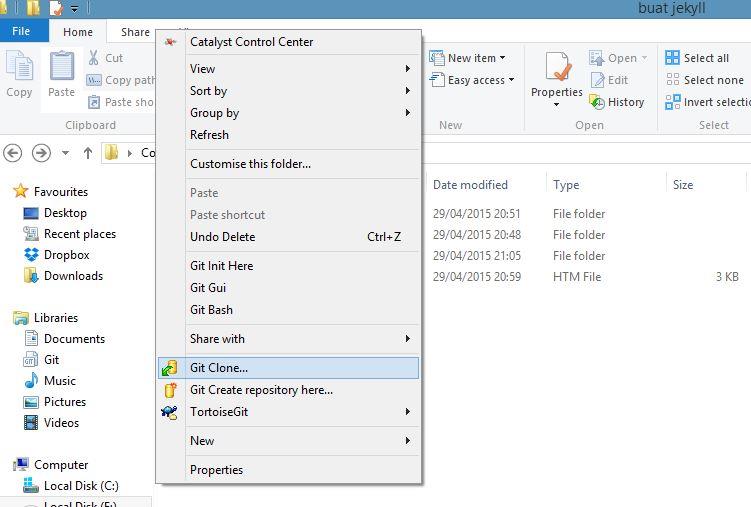 buat jekyll
File
Home
Share
Copy
Paste
Cut
Copy path
Paste sho
Clipboard
New item
Easy access
New
Properties
Open
Edit
History
Open
Select all
Select none
Invert selectio
Select
Co
Favourites
Desktop
Recent places
Dropbox
Downloads
Libraries
Documents
Git
Music
Pictures
Videos
Computer
Local Disk (C:)
Catalyst Control Center
View
Sort by
Group by
Refresh
Customise this folder...
Paste
Paste shortcut
Undo Delete Ctrl+Z
Git Init Here
Git Gui
Git Bash
Share with
Git Clone...
Git Create repository here...
TortoiseGit
New
Properties
Date modified Type Size
29/04/2015 20:51 File folder
29/04/2015 20:48 File folder
29/04/2015 21:05 File folder
29/04/2015 20:59 HTM File 3 KB